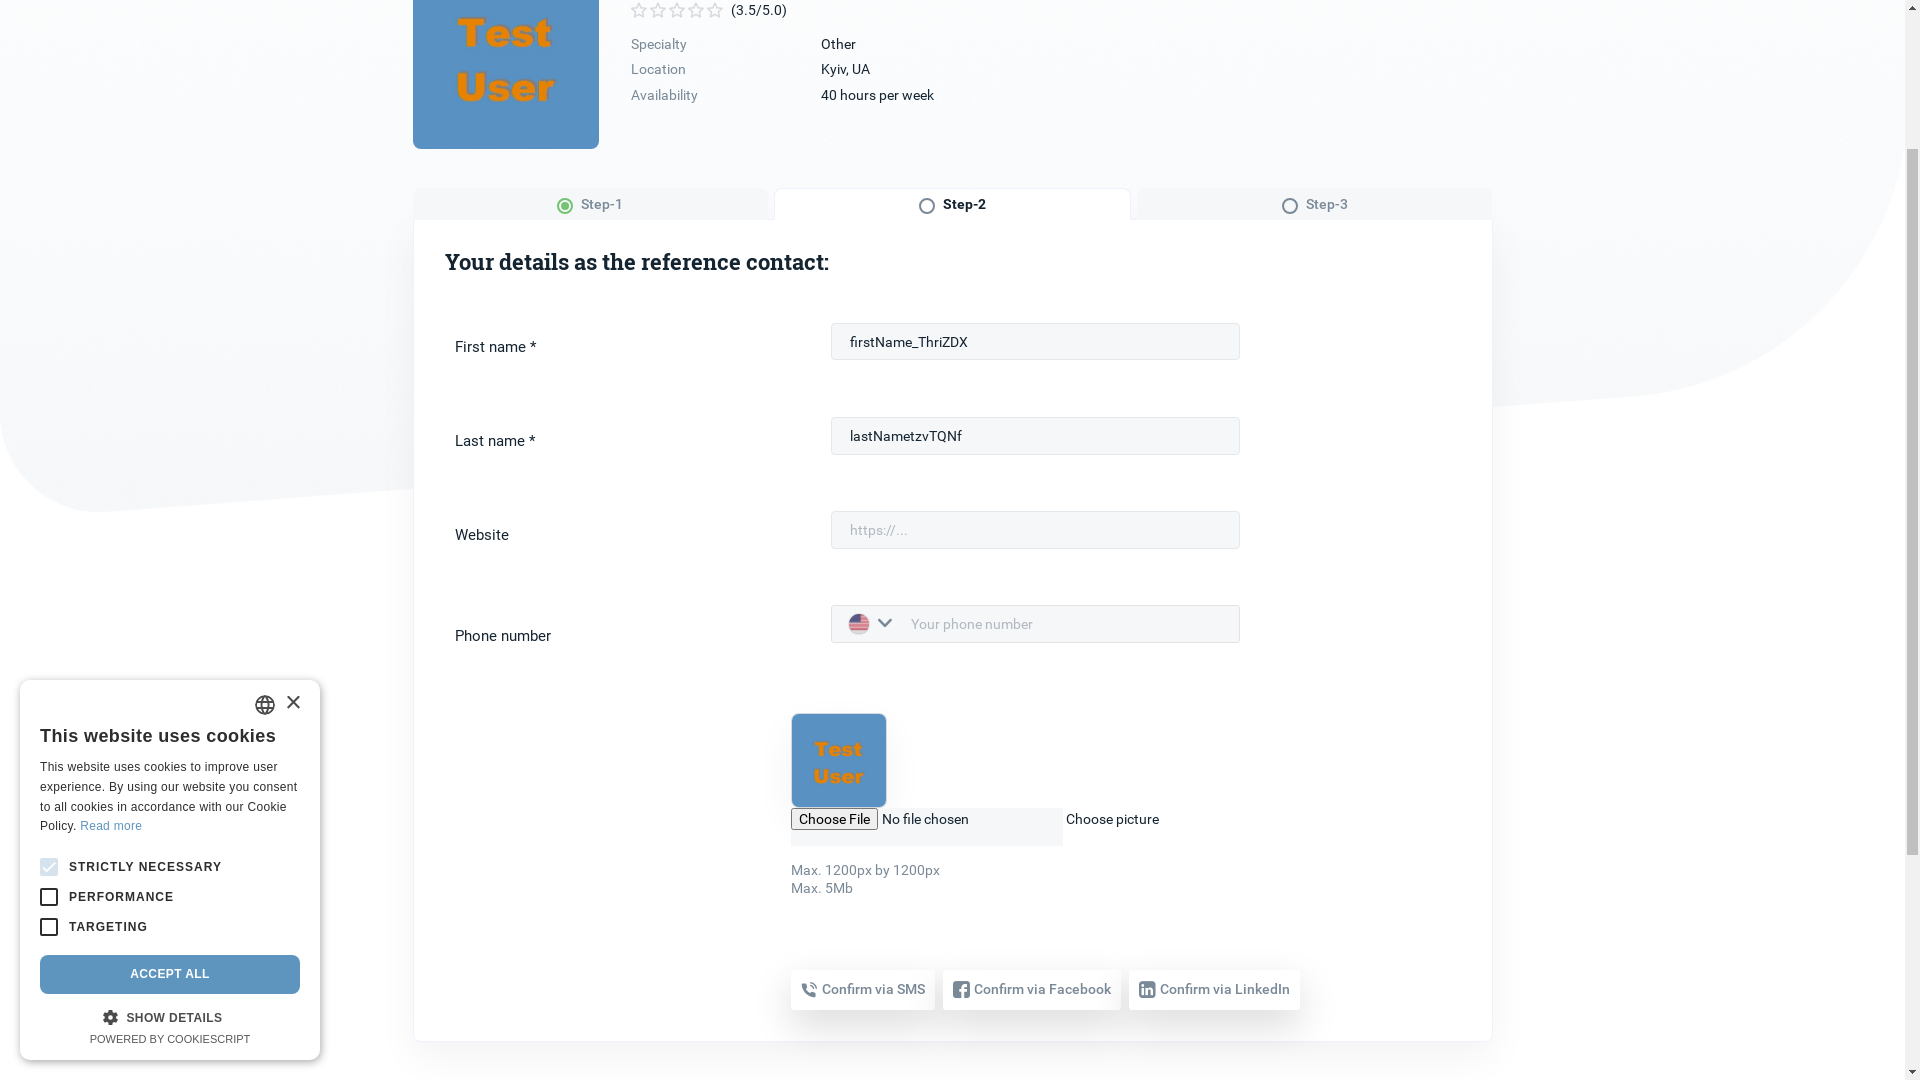 Test
User
(3.5/5.0)
Specialty Other
Location Kyiv, UA
Availability 40 hours per week
Step-1 Step-2 Step-3
Your details as the reference contact:
First name * firstName_ThriZDX
Last name * lastNametzvTQNf
Website https://...
Phone number Your phone number
Test
User
Choose File No file chosen Choose picture
Max. 1200px by 1200px
Max. 5Mb
Confirm via SMS Confirm via Facebook Confirm via LinkedIn
This website uses cookies
This website uses cookies to improve user
experience. By using our website you consent
to all cookies in accordance with our Cookie
Policy. Read more
STRICTLY NECESSARY
PERFORMANCE
TARGETING
ACCEPT ALL
SHOW DETAILS
POWERED BY COOKIESCRIPT